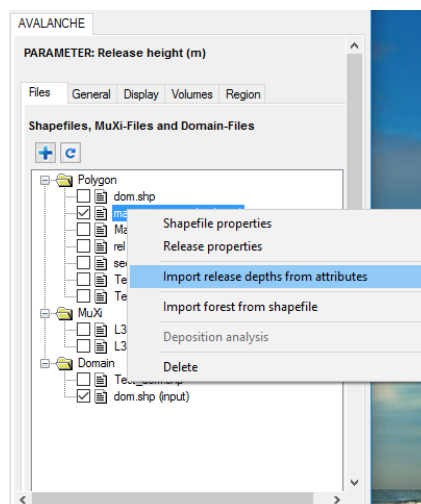 AVALANCHE
PARAMETER: Release height (m)
Files General Display Volumes Region
Shapefiles, MuXi-Files and Domain-Files
Polygon
dom.shp
Shapefile properties
Release properties
Import release depths from attributes
Import forest from shapefile
MuXi
Deposition analysis
Domain
Delete
dom.shp (input)